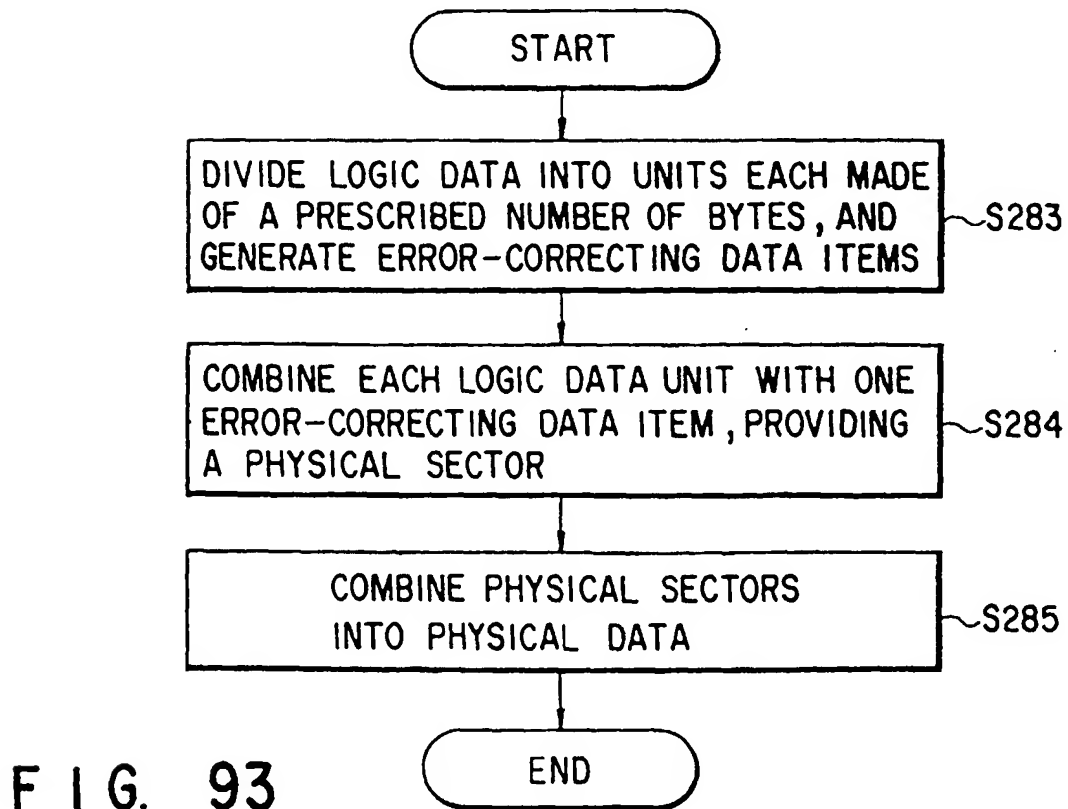 START
DIVIDE LOGIC DATA INTO UNITS EACH MADE
OF A PRESCRIBED NUMBER OF BYTES, AND
GENERATE ERROR-CORRECTING DATA ITEMS
S283
COMBINE EACH LOGIC DATA UNIT WITH ONE
ERROR-CORRECTING DATA ITEM, PROVIDING
A PHYSICAL SECTOR
S284
COMBINE PHYSICAL SECTORS
INTO PHYSICAL DATA
S285
END
FIG. 93